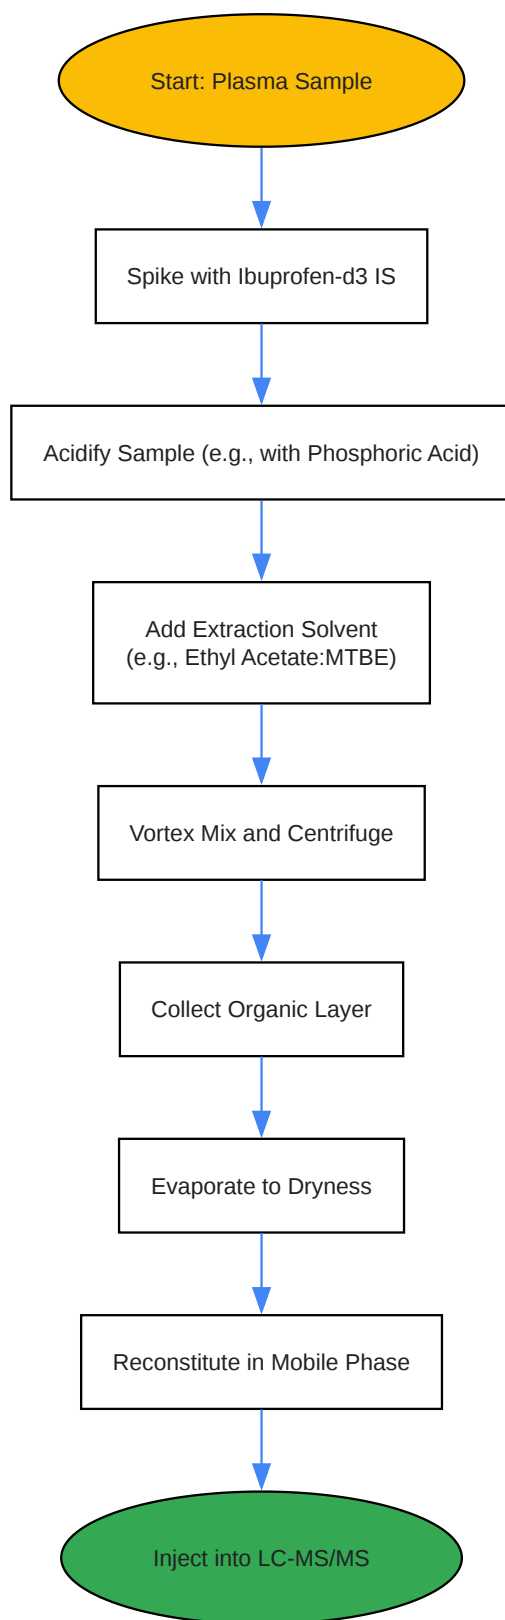 Start: Plasma Sample
Spike with Ibuprofen-d3 IS
Acidify Sample (e.g., with Phosphoric Acid)
Add Extraction Solvent
(e.g., Ethyl Acetate:MTBE)
Vortex Mix and Centrifuge
Collect Organic Layer
Evaporate to Dryness
Reconstitute in Mobile Phase
Inject into LC-MS/MS